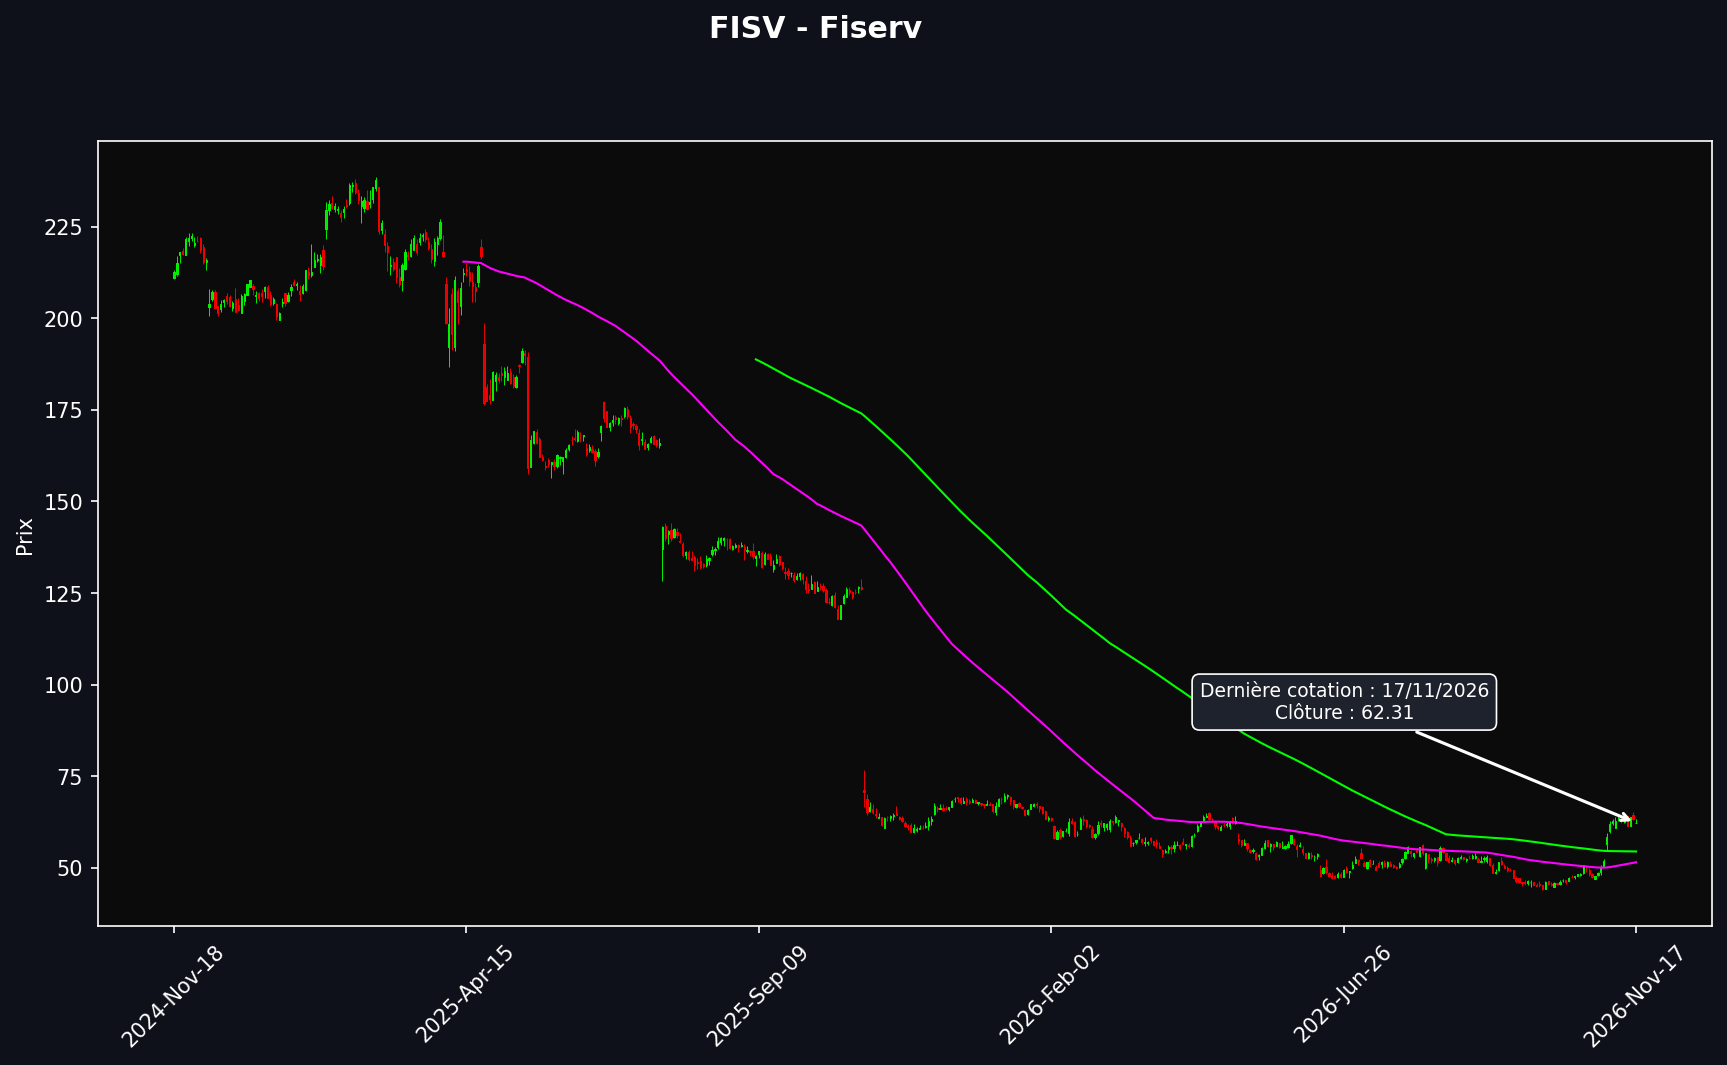 FISV - Fiserv
Prix
225
200
175
150
125
100
75
50
Dernière cotation : 17/11/2026
Clôture : 62.31
2024-Nov-18
2025-Apr-15
2025-Sep-09
2026-Feb-02
2026-Jun-26
2026-Nov-17